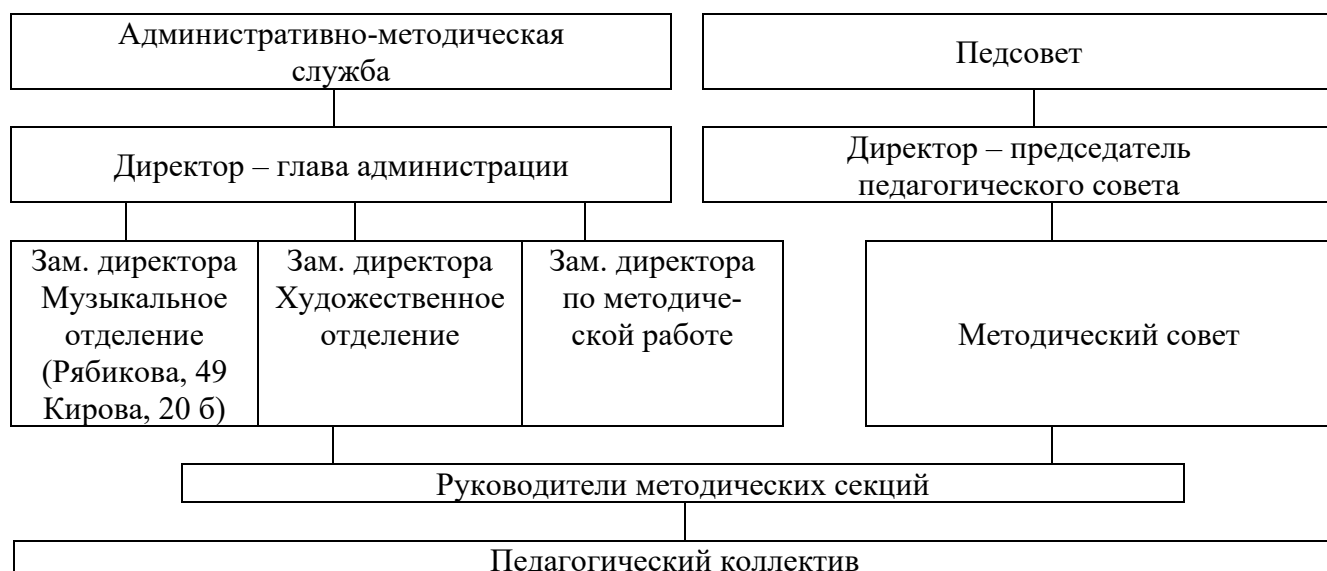 Административно-методическая
служба
Педсовет
Директор – глава администрации
Директор – председатель
педагогического совета
Зам. директора
Музыкальное
отделение
(Рябикова, 49
Кирова, 20 б)
Зам. директора
Художественное
отделение
Зам. директора
по методиче-
ской работе
Методический совет
Руководители методических секций
Педагогический коллектив